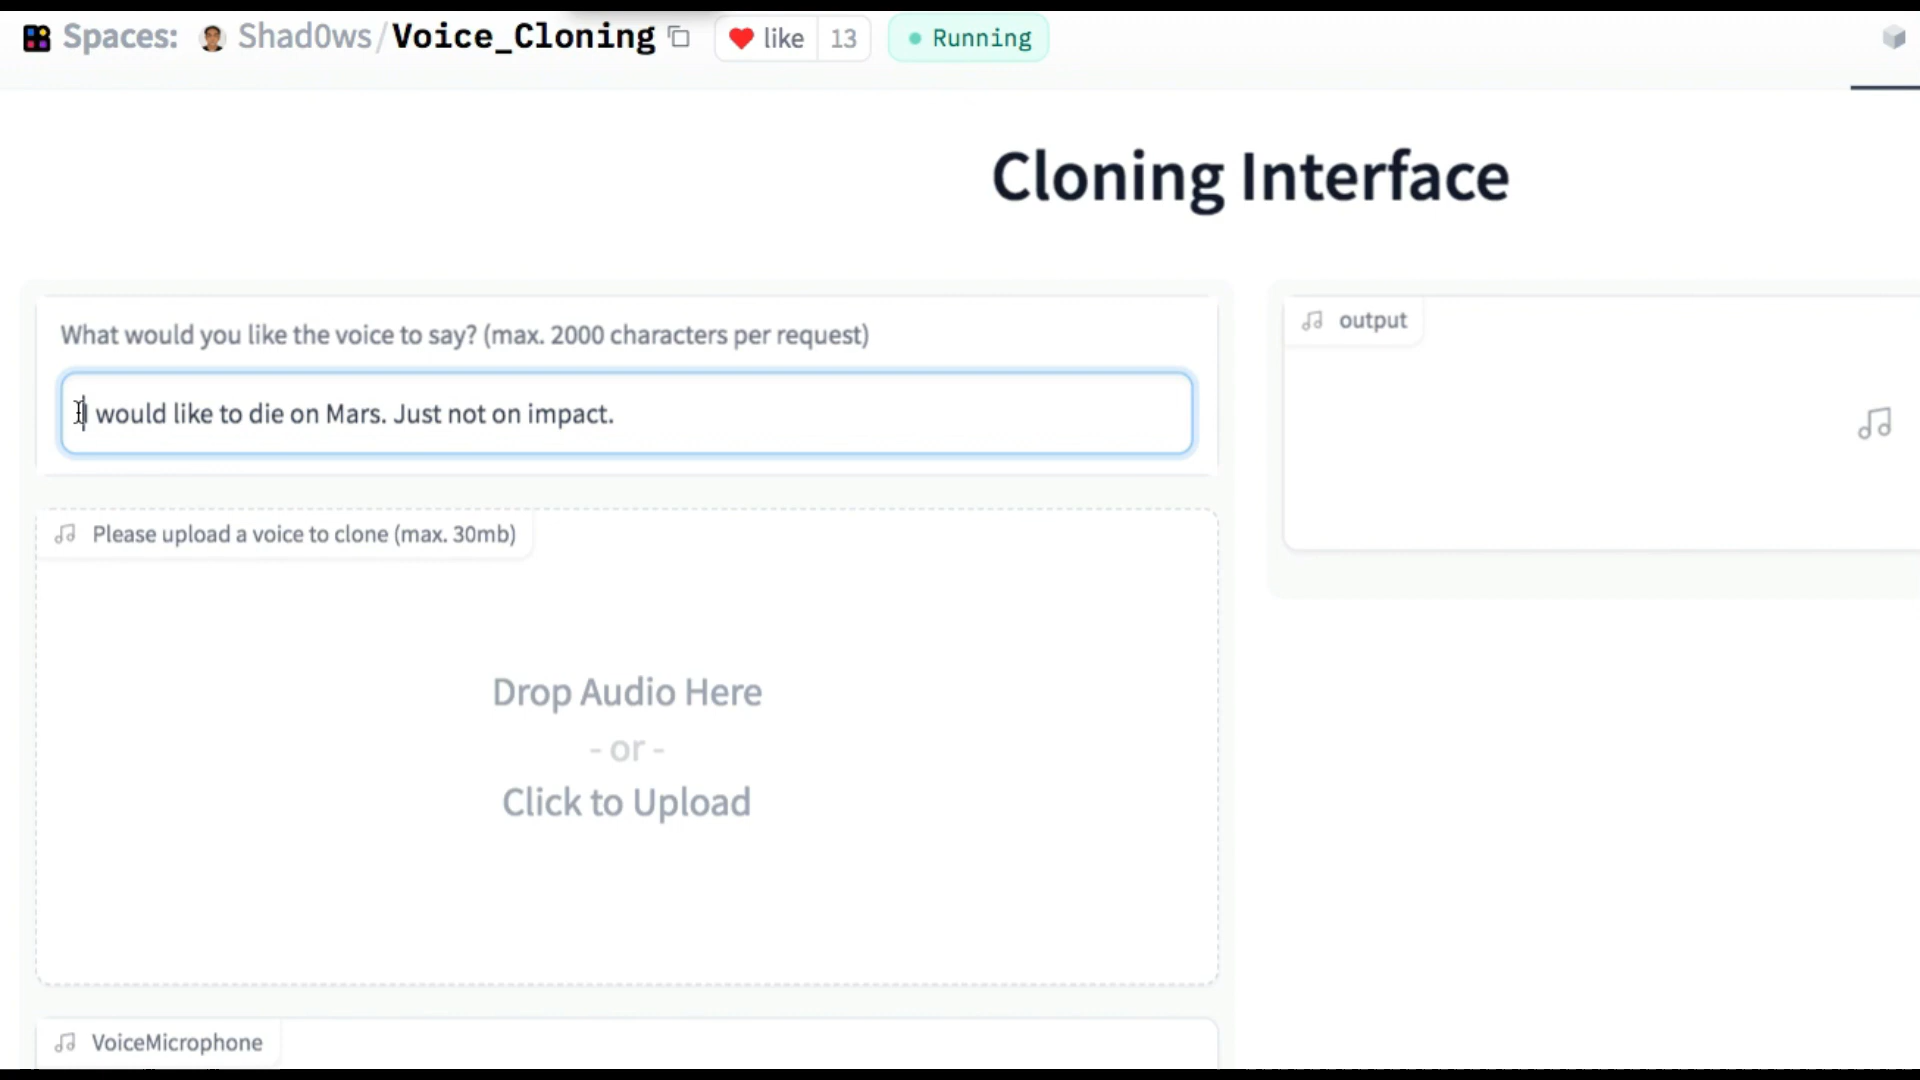 Spaces: Shad0ws/Voice_Cloning like 13 Running
Cloning Interface
What would you like the voice to say? (max. 2000 characters per request)
I would like to die on Mars. Just not on impact.
output
Please upload a voice to clone (max. 30mb)
Drop Audio Here
- or -
Click to Upload
VoiceMicrophone